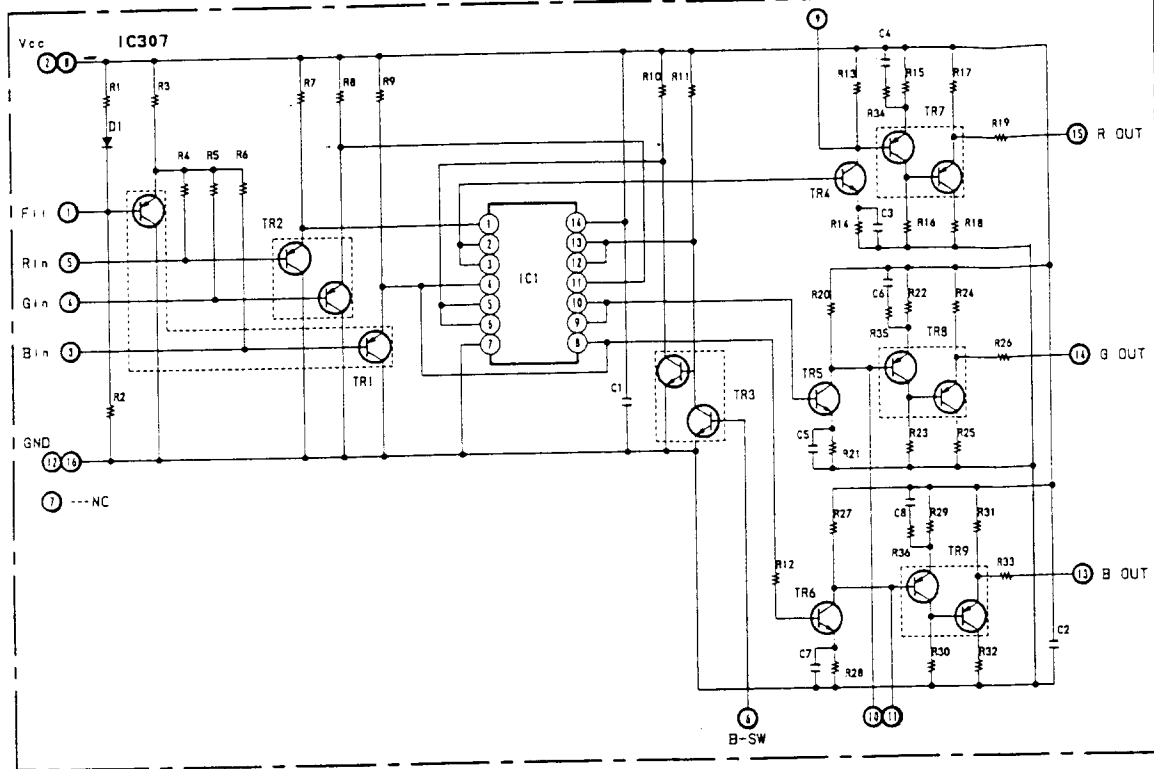 Vcc
IC307
2 8
9
R1
R3
R7
R8
R9
R10
R11
C4
R13
R15
R17
D1
R34
TR7
R19
15 R OUT
R4
R5
R6
TR4
1
TR2
R14
C3
R16
R18
Rin 5
Gin 4
Bin 3
IC1
1
2
3
4
5
6
7
14
13
12
11
10
9
8
R20
C6
R22
R24
R35
TR8
R26
14 G OUT
TR1
TR5
R2
C1
TR3
C5
R21
R23
R25
GND
12 16
7 ---NC
R27
C8
R29
R31
R36
TR9
R33
13 B OUT
R12
TR6
C7
R28
R30
R32
C2
6
B-SW
10 11